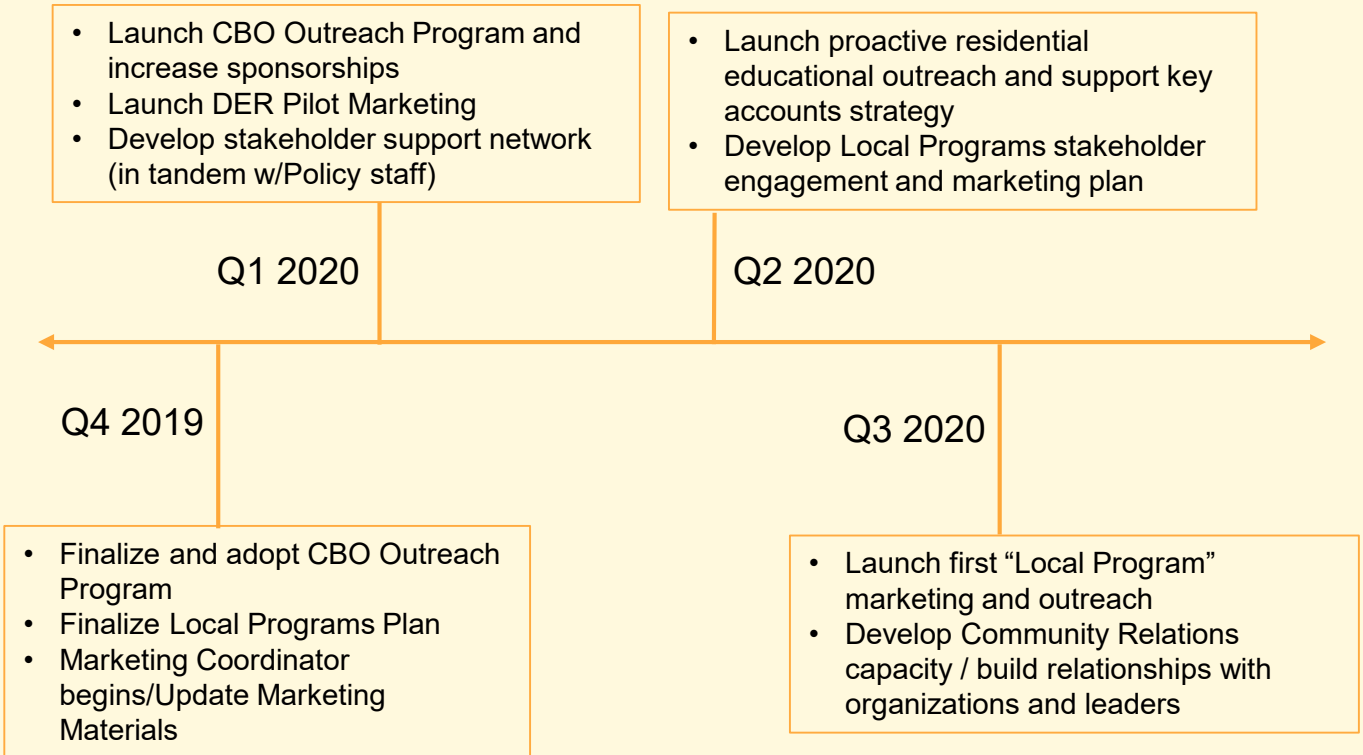 • Launch CBO Outreach Program and
increase sponsorships
• Launch DER Pilot Marketing
• Develop stakeholder support network
(in tandem w/Policy staff)
• Launch proactive residential
educational outreach and support key
accounts strategy
• Develop Local Programs stakeholder
engagement and marketing plan
Q1 2020
Q2 2020
Q4 2019
Q3 2020
• Finalize and adopt CBO Outreach
Program
• Finalize Local Programs Plan
• Marketing Coordinator
begins/Update Marketing
Materials
• Launch first “Local Program”
marketing and outreach
• Develop Community Relations
capacity / build relationships with
organizations and leaders